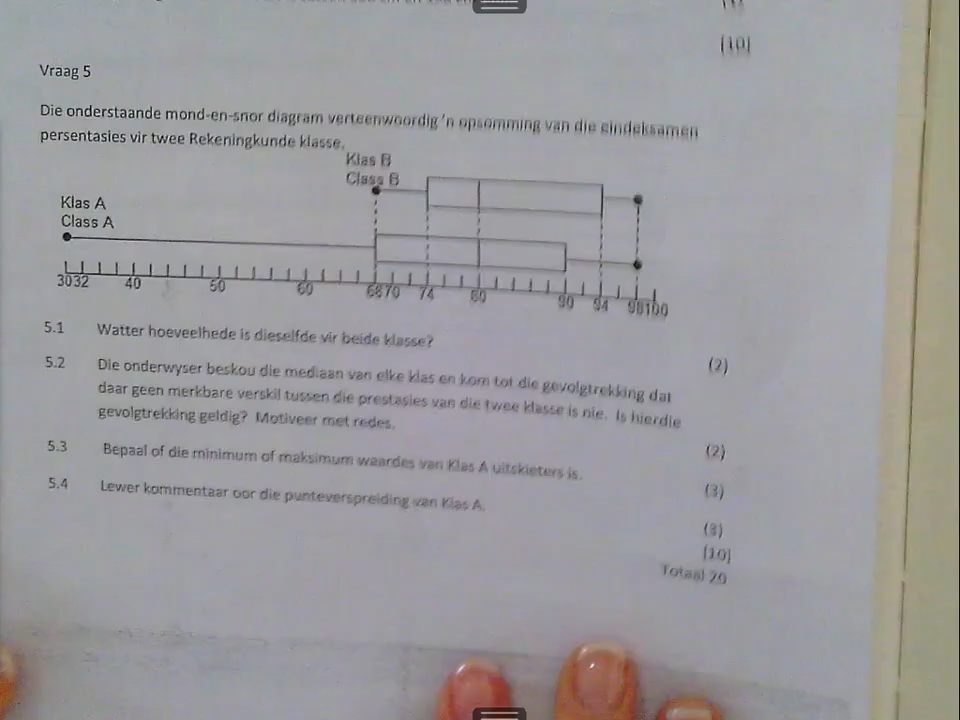 [10]
Vraag 5
Die onderstaande mond-en-snor diagram verteenwoordig 'n opsomming van die eindeksamen
persentasies vir twee Rekeningkunde klasse.
Klas B
Class B
Klas A
Class A
30 32 40 50 60 68 70 74 80 90 94 98 100
5.1 Watter hoeveelhede is dieselfde vir beide klasse?
(2)
5.2 Die onderwyser beskou die mediaan van elke klas en kom tot die gevolgtrekking dat
daar geen merkbare verskil tussen die prestasies van die twee klasse is nie. Is hierdie
gevolgtrekking geldig? Motiveer met redes.
(2)
5.3 Bepaal of die minimum of maksimum waardes van Klas A uitskieters is.
(3)
5.4 Lewer kommentaar oor die punteverspreiding van Klas A.
(3)
[10]
Totaal 20